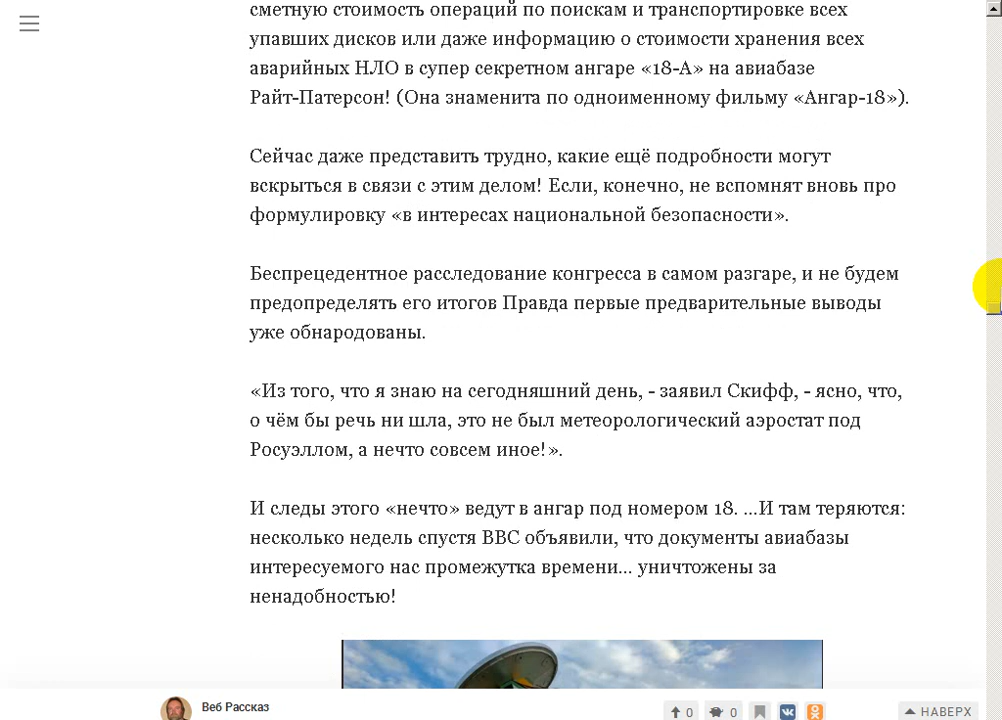 сметную стоимость операций по поискам и транспортировке всех
упавших дисков или даже информацию о стоимости хранения всех
аварийных НЛО в супер секретном ангаре «18-А» на авиабазе
Райт-Патерсон! (Она знаменита по одноименному фильму «Ангар-18»).
Сейчас даже представить трудно, какие ещё подробности могут
вскрыться в связи с этим делом! Если, конечно, не вспомнят вновь про
формулировку «в интересах национальной безопасности».
Беспрецедентное расследование конгресса в самом разгаре, и не будем
предопределять его итогов Правда первые предварительные выводы
уже обнародованы.
«Из того, что я знаю на сегодняшний день, - заявил Скифф, - ясно, что,
о чём бы речь ни шла, это не был метеорологический аэростат под
Росуэллом, а нечто совсем иное!».
И следы этого «нечто» ведут в ангар под номером 18. ...И там теряются:
несколько недель спустя ВВС объявили, что документы авиабазы
интересуемого нас промежутка времени... уничтожены за
ненадобностью!
Веб Рассказ
0
0
НАВЕРХ